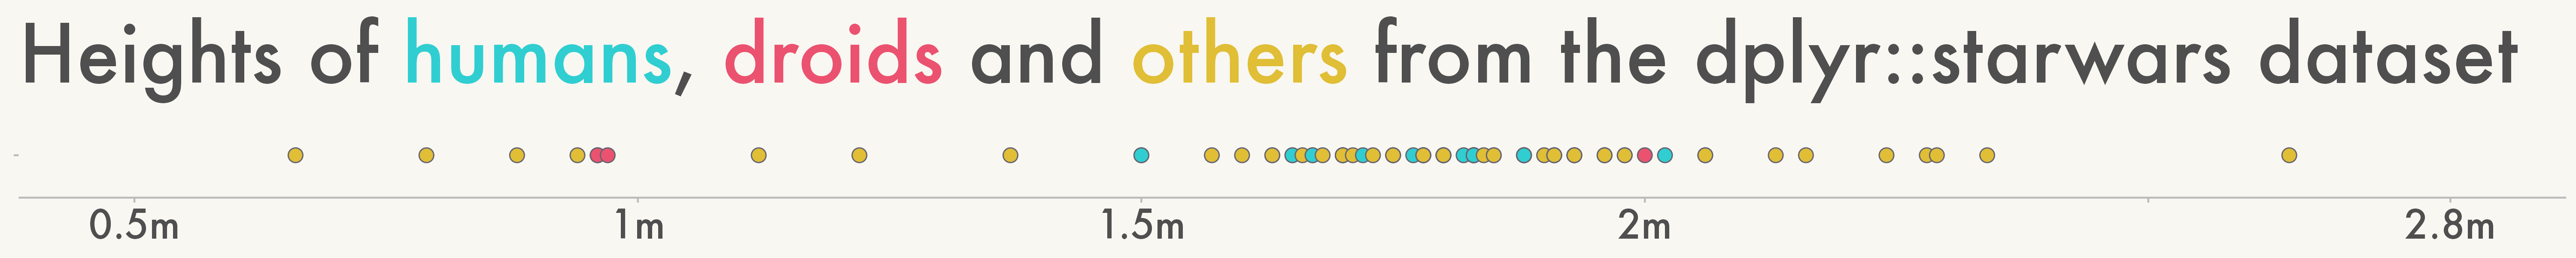 Heights of humans, droids and others from the dplyr::starwars dataset
0.5m 1m 1.5m 2m 2.8m